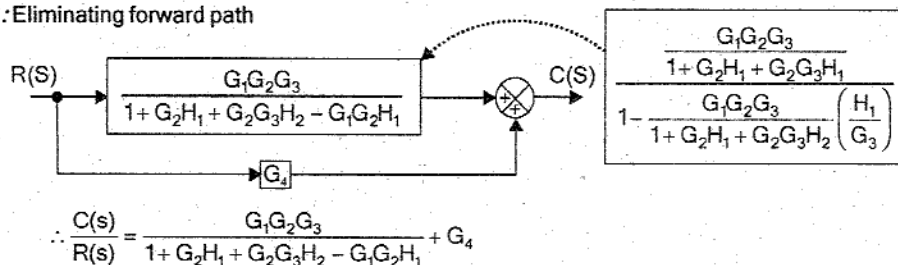 :Eliminating forward path
R(S)
G₁G₂G₃
1+G₂H₁+G₂G₃H₂−G₁G₂H₁
+
+
C(S)
G₄
G₁G₂G₃
1+G₂H₁+G₂G₃H₁
1− G₁G₂G₃ / 1+G₂H₁+G₂G₃H₂ (H₁/G₃)
∴ C(s)/R(s) = G₁G₂G₃ / 1+G₂H₁+G₂G₃H₂−G₁G₂H₁ + G₄